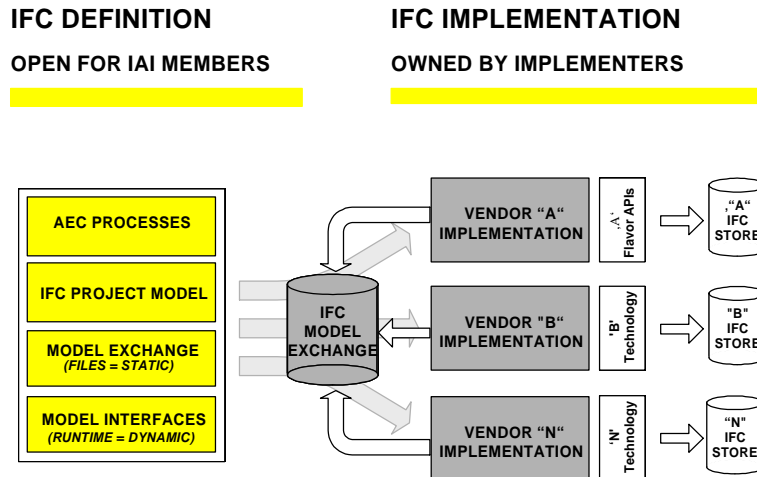 IFC DEFINITION
OPEN FOR IAI MEMBERS
IFC IMPLEMENTATION
OWNED BY IMPLEMENTERS
AEC PROCESSES
IFC PROJECT MODEL
MODEL EXCHANGE
(FILES = STATIC)
MODEL INTERFACES
(RUNTIME = DYNAMIC)
IFC
MODEL
EXCHANGE
VENDOR “A“
IMPLEMENTATION
‚A‘
Flavor APIs
‚“A“
IFC
STORE
VENDOR "B“
IMPLEMENTATION
'B'
Technology
"B"
IFC
STORE
VENDOR “N“
IMPLEMENTATION
‘N'
Technology
“N"
IFC
STORE